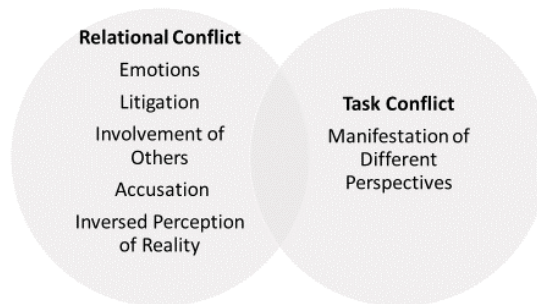 Relational Conflict
Emotions
Litigation
Involvement of
Others
Accusation
Inversed Perception
of Reality
Task Conflict
Manifestation of
Different
Perspectives